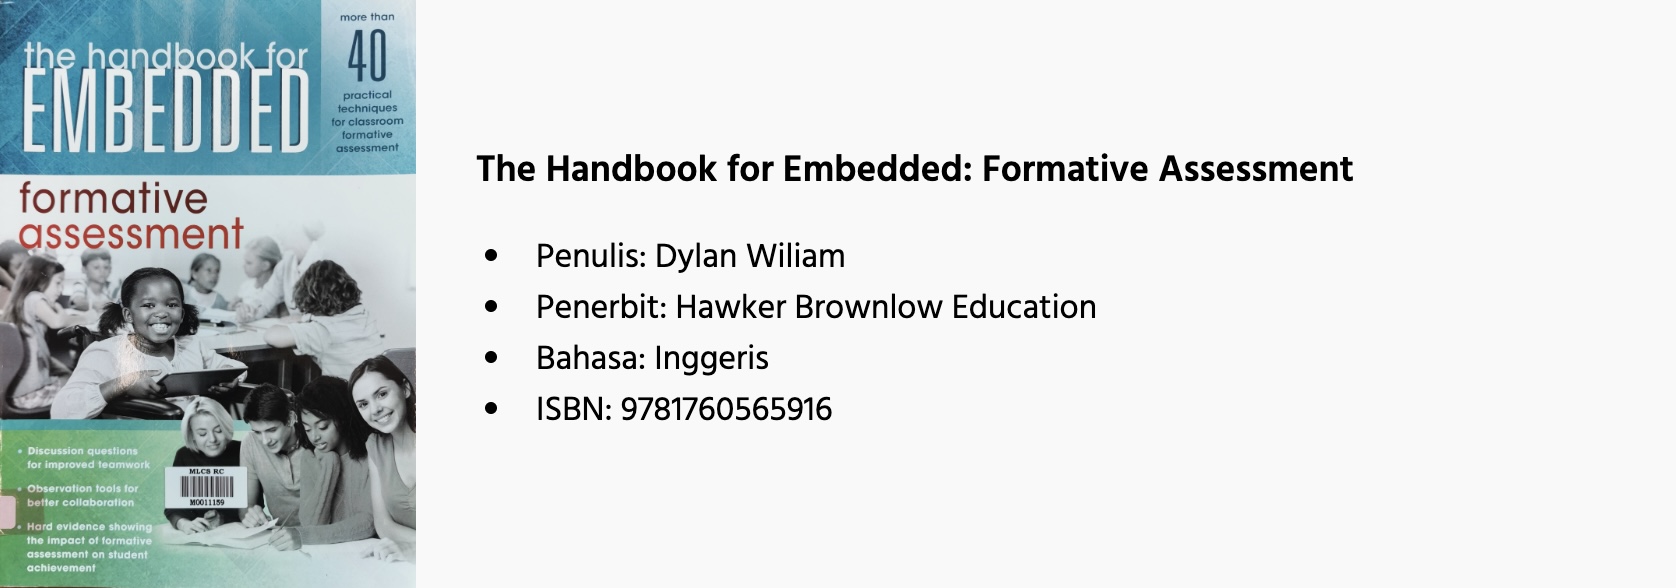 more than
40
practical
techniques
for classroom
formative
assessment
the handbook for
EMBEDDED
formative
assessment
• Discussion questions
for improved teamwork
• Observation tools for
better collaboration
• Hard evidence showing
the impact of formative
assessment on student
achievement
MLCS RC
M0011159
The Handbook for Embedded: Formative Assessment
• Penulis: Dylan Wiliam
• Penerbit: Hawker Brownlow Education
• Bahasa: Inggeris
• ISBN: 9781760565916